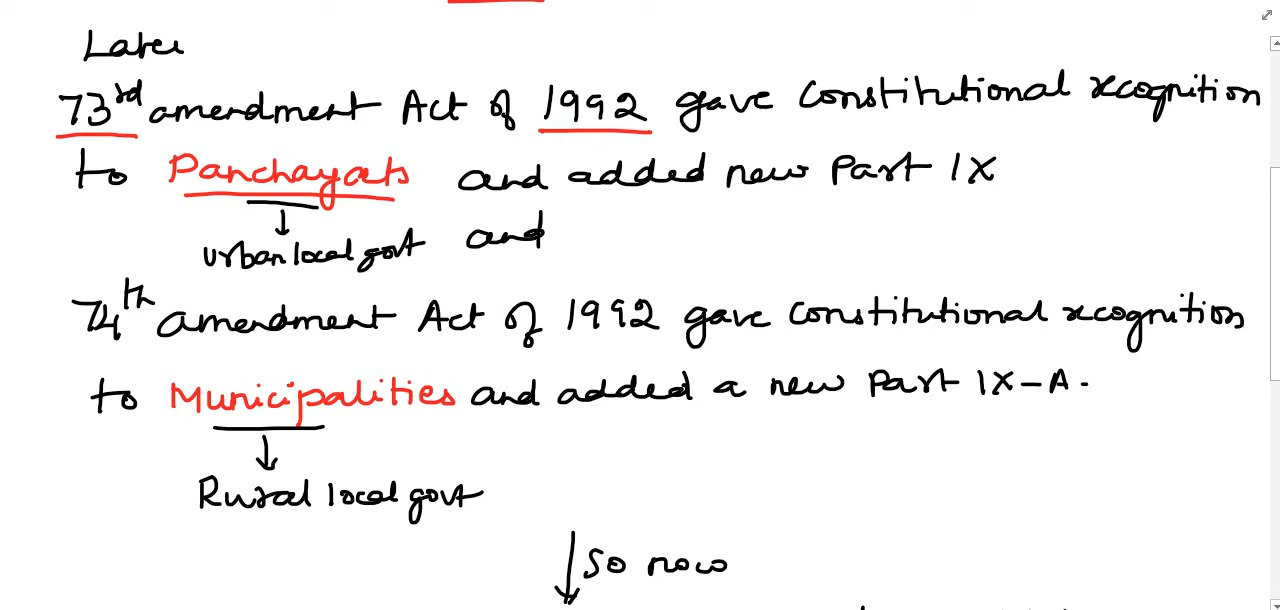 Later
73rd amendment Act of 1992 gave Constitutional recognition
to Panchayats and added new Part IX
urban local govt and
74th amendment Act of 1992 gave Constitutional recognition
to Municipalities and added a new Part IX-A.
Rural local govt
so now